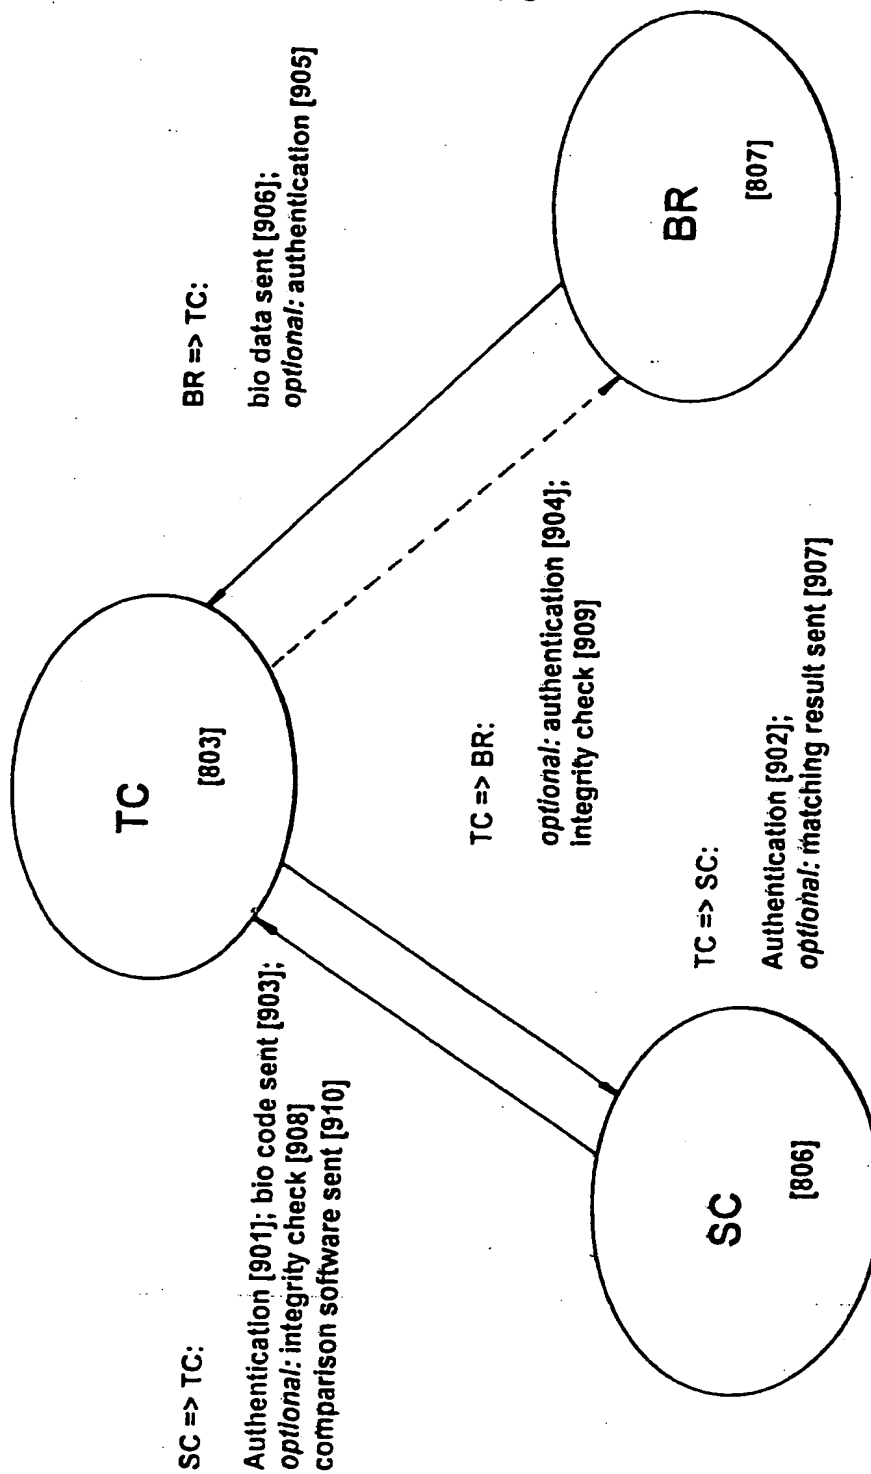 SC => TC:
Authentication [901]; bio code sent [903];
optional: integrity check [908]
comparison software sent [910]
TC
[803]
BR => TC:
bio data sent [906];
optional: authentication [905]
TC => BR:
optional: authentication [904];
integrity check [909]
SC
[806]
TC => SC:
Authentication [902];
optional: matching result sent [907]
BR
[807]